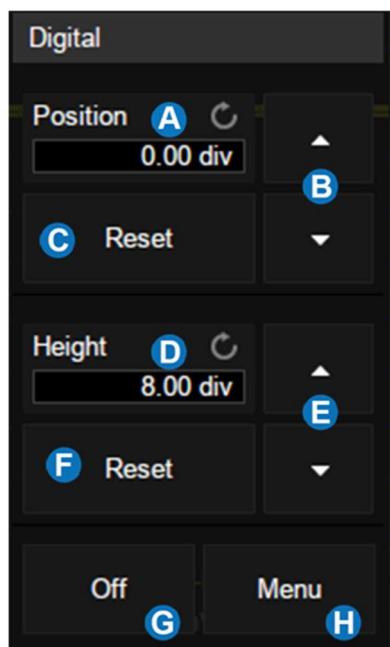 Digital
Position A
0.00 div
B
C Reset
Height D
8.00 div
E
F Reset
Off Menu
G H